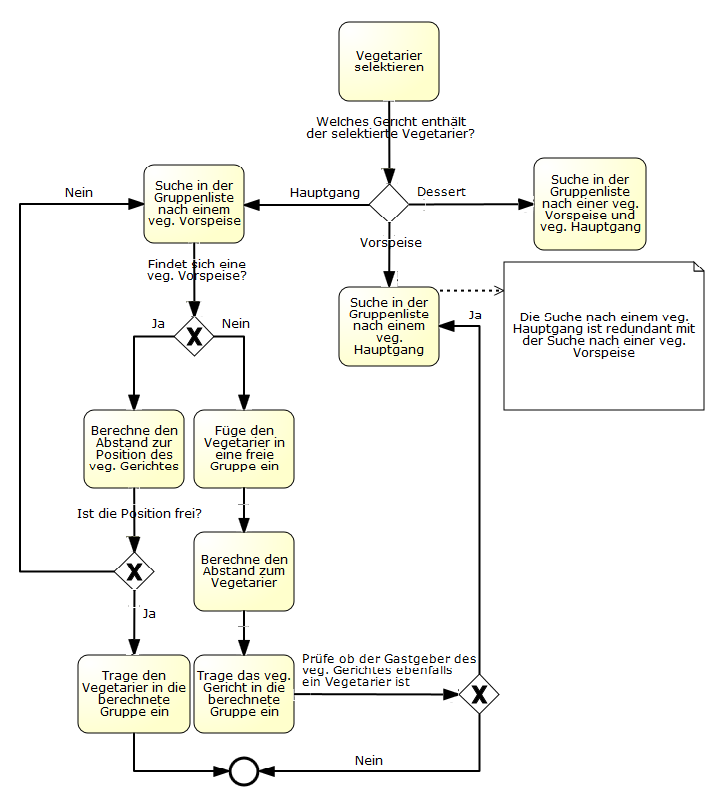 Vegetarier
selektieren
Welches Gericht enthält
der selektierte Vegetarier?
Nein
Suche in der
Gruppenliste
nach einem
veg. Vorspeise
Hauptgang
Dessert
Suche in der
Gruppenliste
nach einer veg.
Vorspeise und
veg. Hauptgang
Vorspeise
Findet sich eine
veg. Vorspeise?
Suche in der
Gruppenliste
nach einem
veg.
Hauptgang
Ja
Die Suche nach einem veg.
Hauptgang ist redundant mit
der Suche nach einer veg.
Vorspeise
Ja
Nein
Berechne den
Abstand zur
Position des
veg. Gerichtes
Füge den
Vegetarier in
eine freie
Gruppe ein
Ist die Position frei?
Berechne den
Abstand zum
Vegetarier
Ja
Trage den
Vegetarier in die
berechnete
Gruppe ein
Trage das veg.
Gericht in die
berechnete
Gruppe ein
Prüfe ob der Gastgeber des
veg. Gerichtes ebenfalls
ein Vegetarier ist
Nein